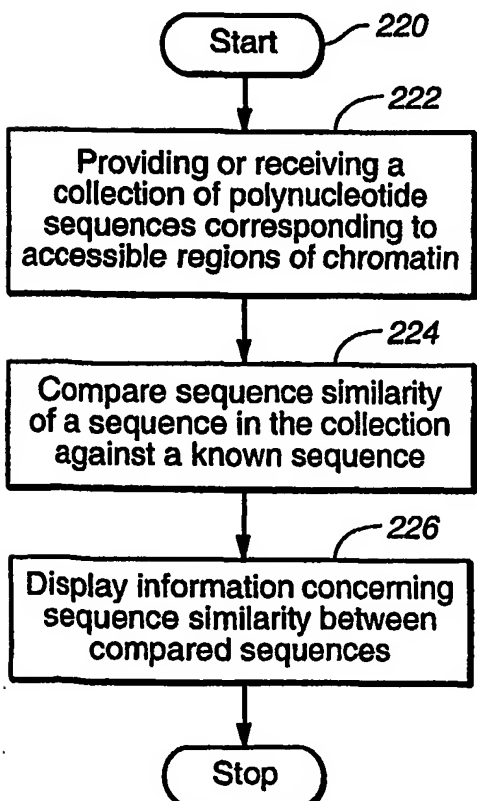 Start
220
222
Providing or receiving a
collection of polynucleotide
sequences corresponding to
accessible regions of chromatin
224
Compare sequence similarity
of a sequence in the collection
against a known sequence
226
Display information concerning
sequence similarity between
compared sequences
Stop